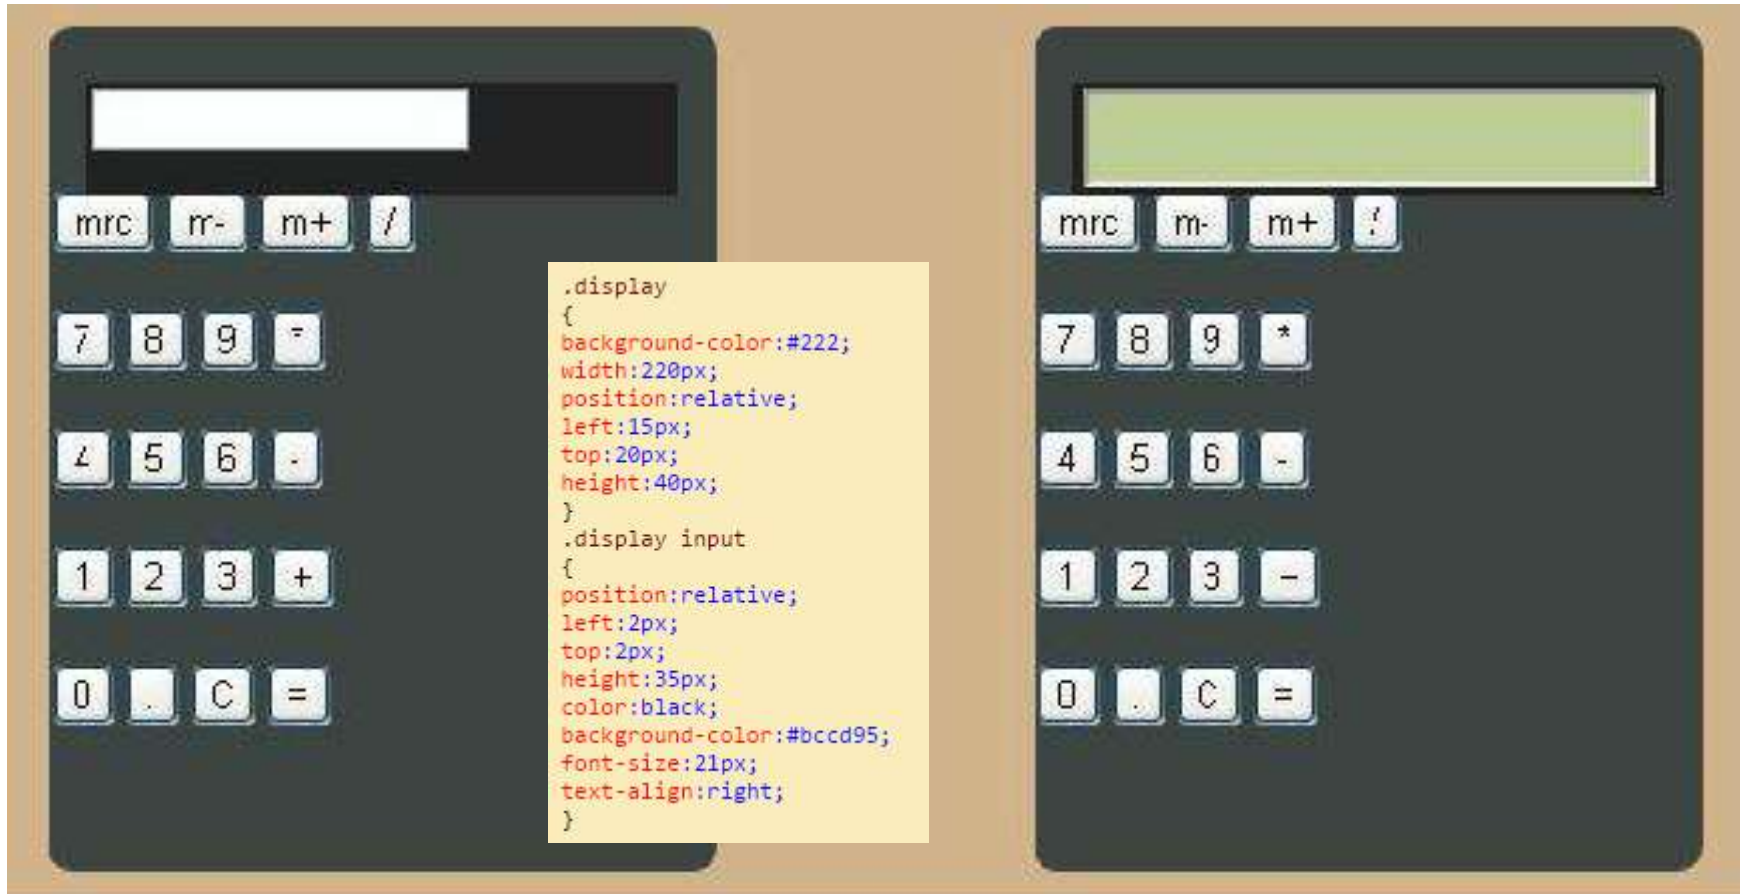 mrc m- m+ /
7 8 9
4 5 6 -
1 2 3 +
0 . C =
.display
{
background-color:#222;
width:220px;
position:relative;
left:15px;
top:20px;
height:40px;
}
.display input
{
position:relative;
left:2px;
top:2px;
height:35px;
color:black;
background-color:#bccd95;
font-size:21px;
text-align:right;
}
mrc m- m+
7 8 9 *
4 5 6 -
1 2 3 –
0 . C =